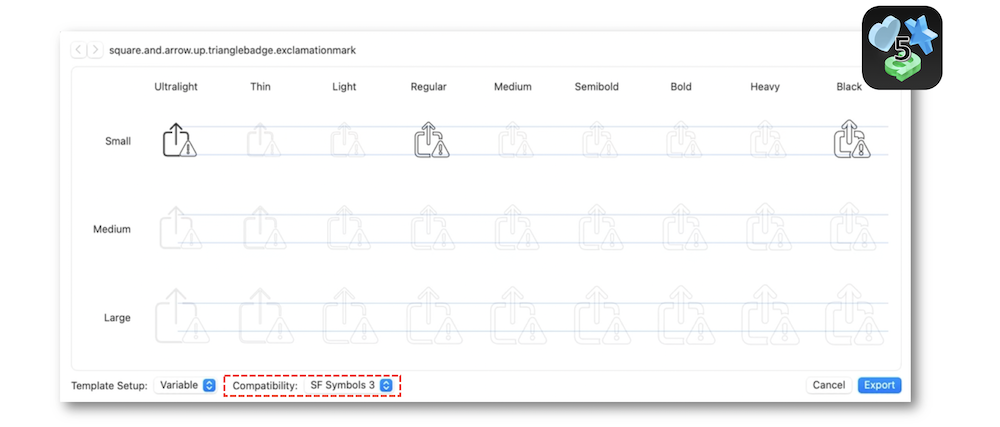 square.and.arrow.up.trianglebadge.exclamationmark
5
Ultralight Thin Light Regular Medium Semibold Bold Heavy Black
Small
Medium
Large
Template Setup: Variable Compatibility: SF Symbols 3 Cancel Export